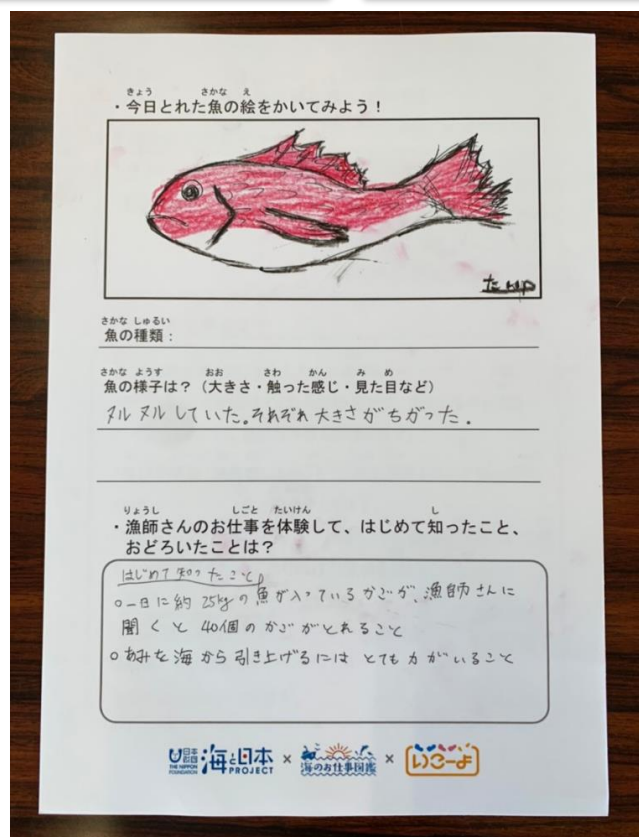 きょう さかな え
・今日とれた魚の絵をかいてみよう！
さかな しゅるい
魚の種類：
さかな ようす おお さわ かん み め
魚の様子は？（大きさ・触った感じ・見た目など）
ヌルヌルしていた。それぞれ大きさがちがった。
りょうし しごと たいけん し
・漁師さんのお仕事を体験して、はじめて知ったこと、
おどろいたことは？
はじめて知ったこと。
○一日に約25kgの魚が入っているかごが、漁師さんに
聞くと40個のかごがとれること
○あみを海から引き上げるにはとても力がいること
日本財団 THE NIPPON FOUNDATION 海と日本 PROJECT × 海のお仕事図鑑 × いこーよ